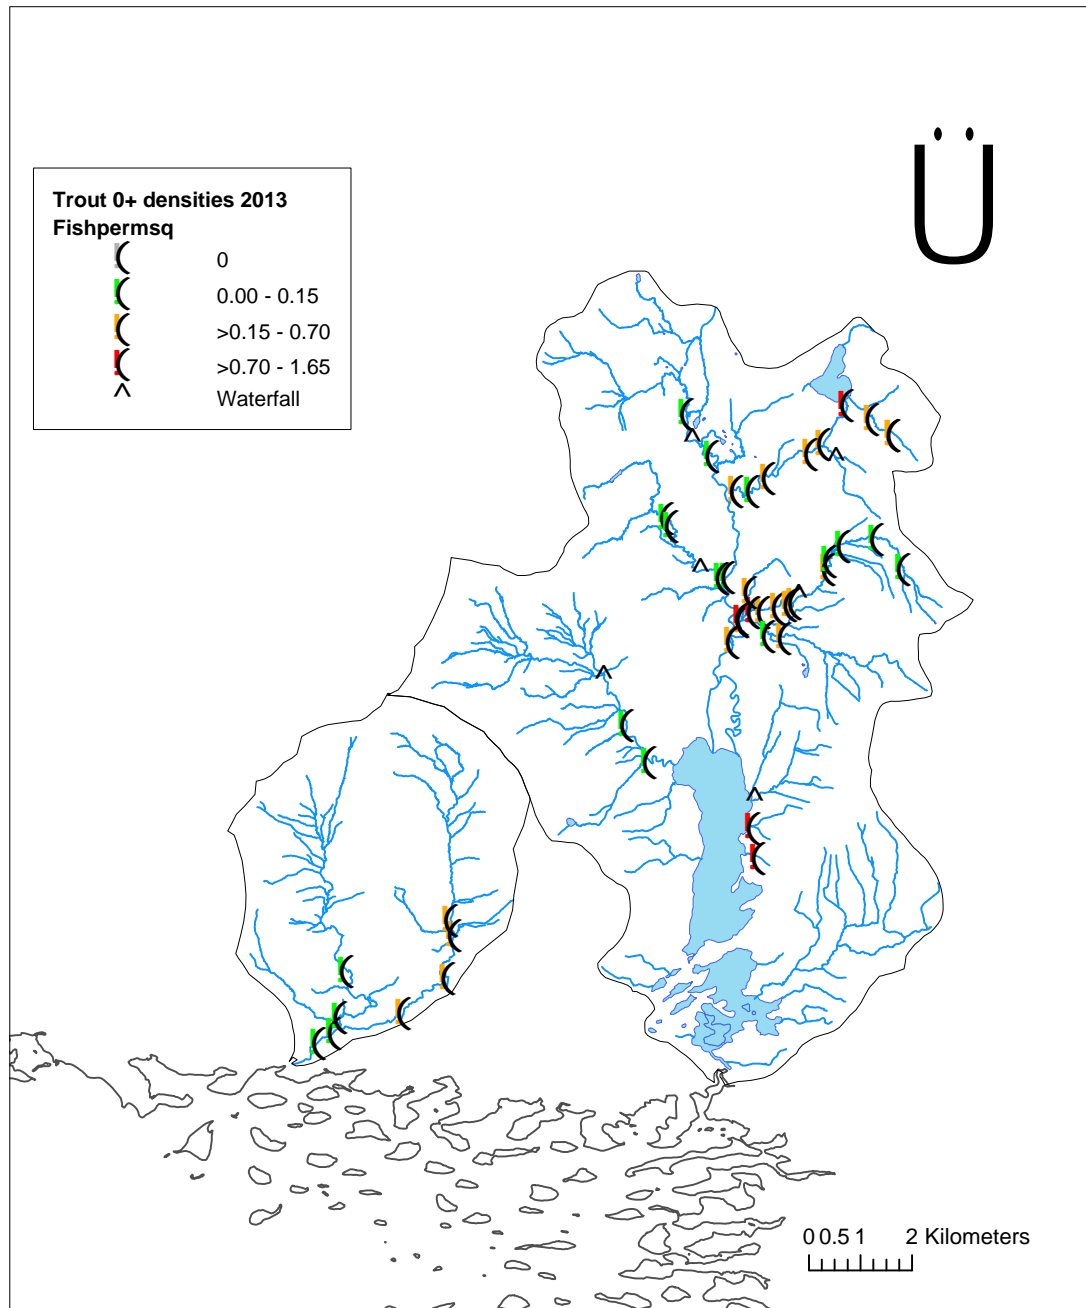 Ü
Trout 0+ densities 2013
Fishpermsq
0
0.00 - 0.15
>0.15 - 0.70
>0.70 - 1.65
Waterfall
0 0.5 1 2 Kilometers